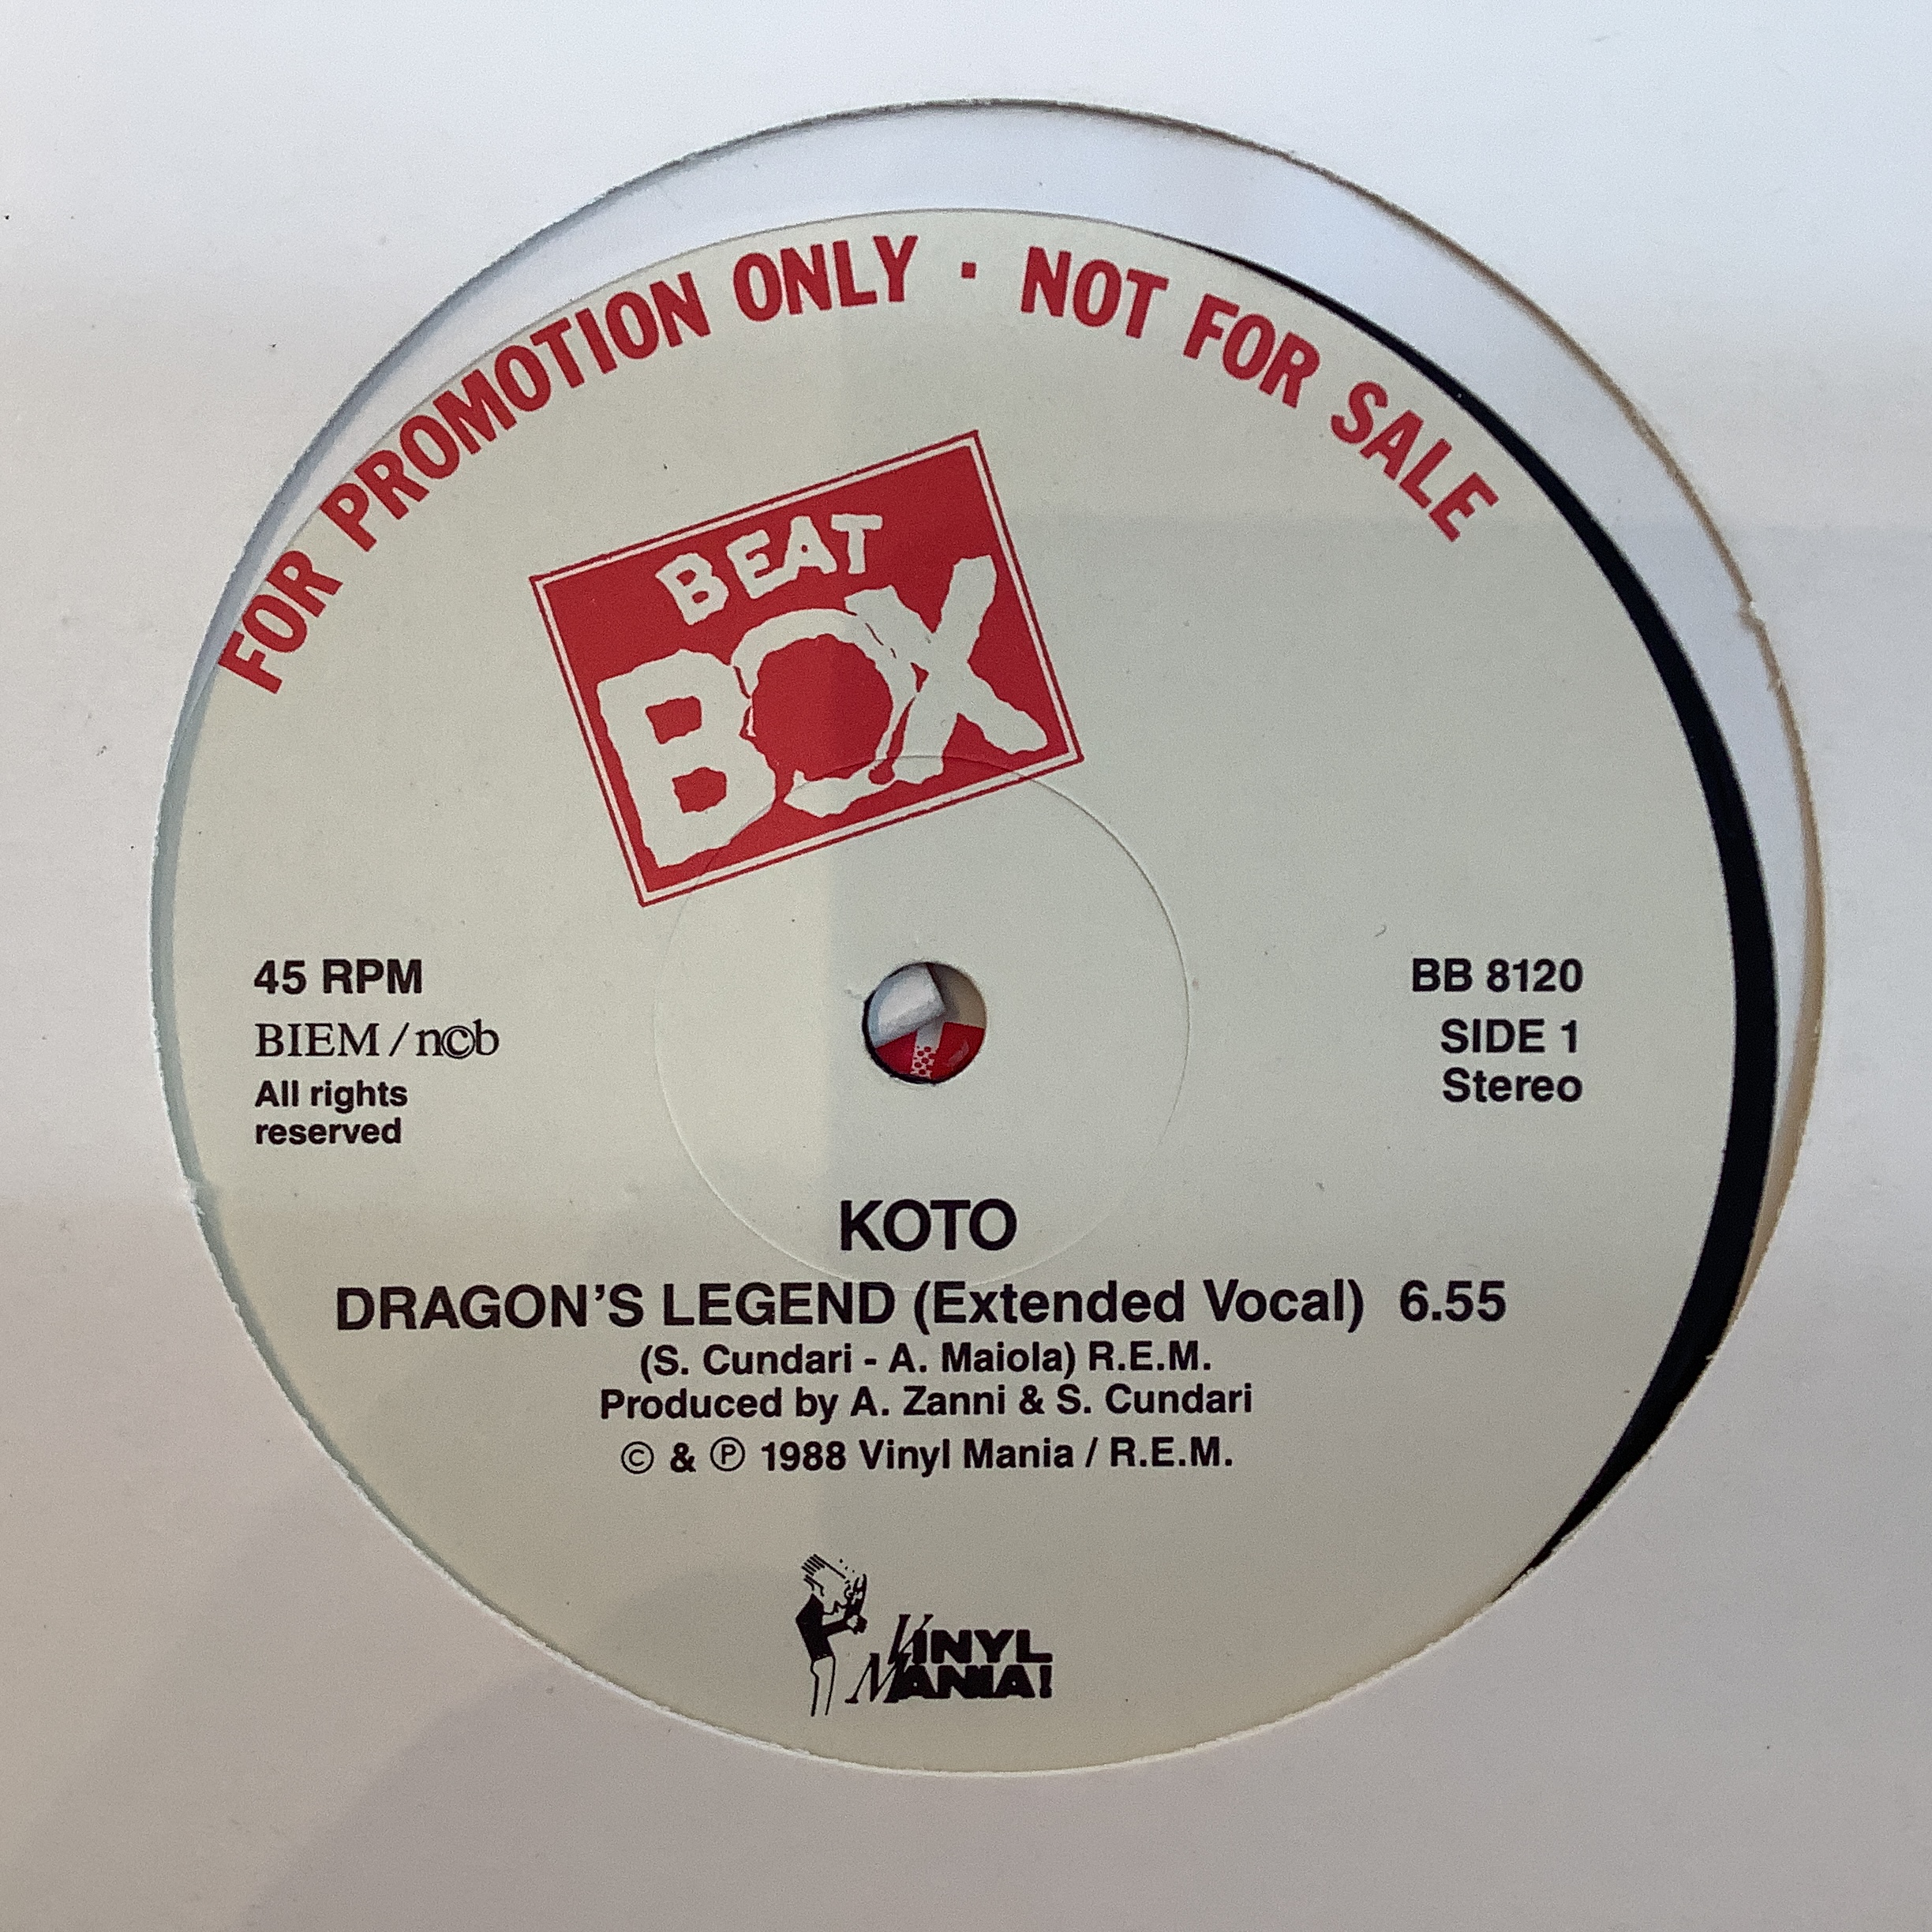 FOR PROMOTION ONLY · NOT FOR SALE
BEAT
BOX
45 RPM
BIEM / n©b
All rights
reserved
BB 8120
SIDE 1
Stereo
KOTO
DRAGON'S LEGEND (Extended Vocal) 6.55
(S. Cundari - A. Maiola) R.E.M.
Produced by A. Zanni & S. Cundari
© & ℗ 1988 Vinyl Mania / R.E.M.
VINYL
MANIA!